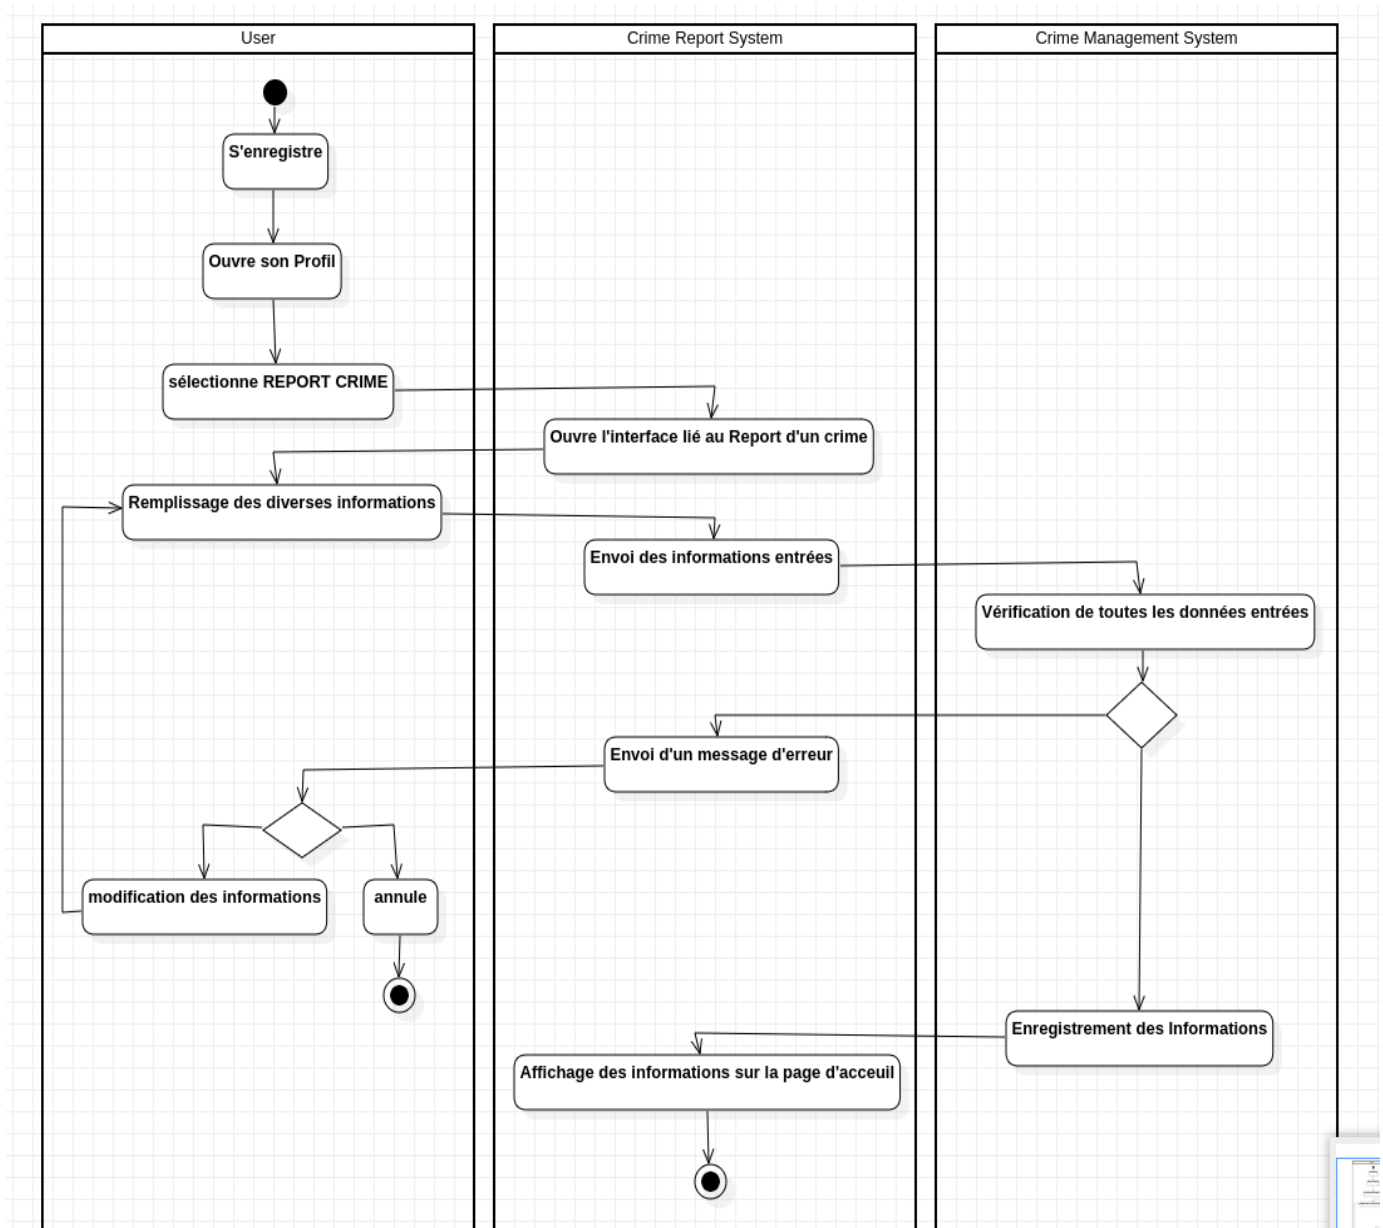 User
Crime Report System
Crime Management System
S'enregistre
Ouvre son Profil
sélectionne REPORT CRIME
Ouvre l'interface lié au Report d'un crime
Remplissage des diverses informations
Envoi des informations entrées
Vérification de toutes les données entrées
Envoi d'un message d'erreur
modification des informations
annule
Enregistrement des Informations
Affichage des informations sur la page d'acceuil